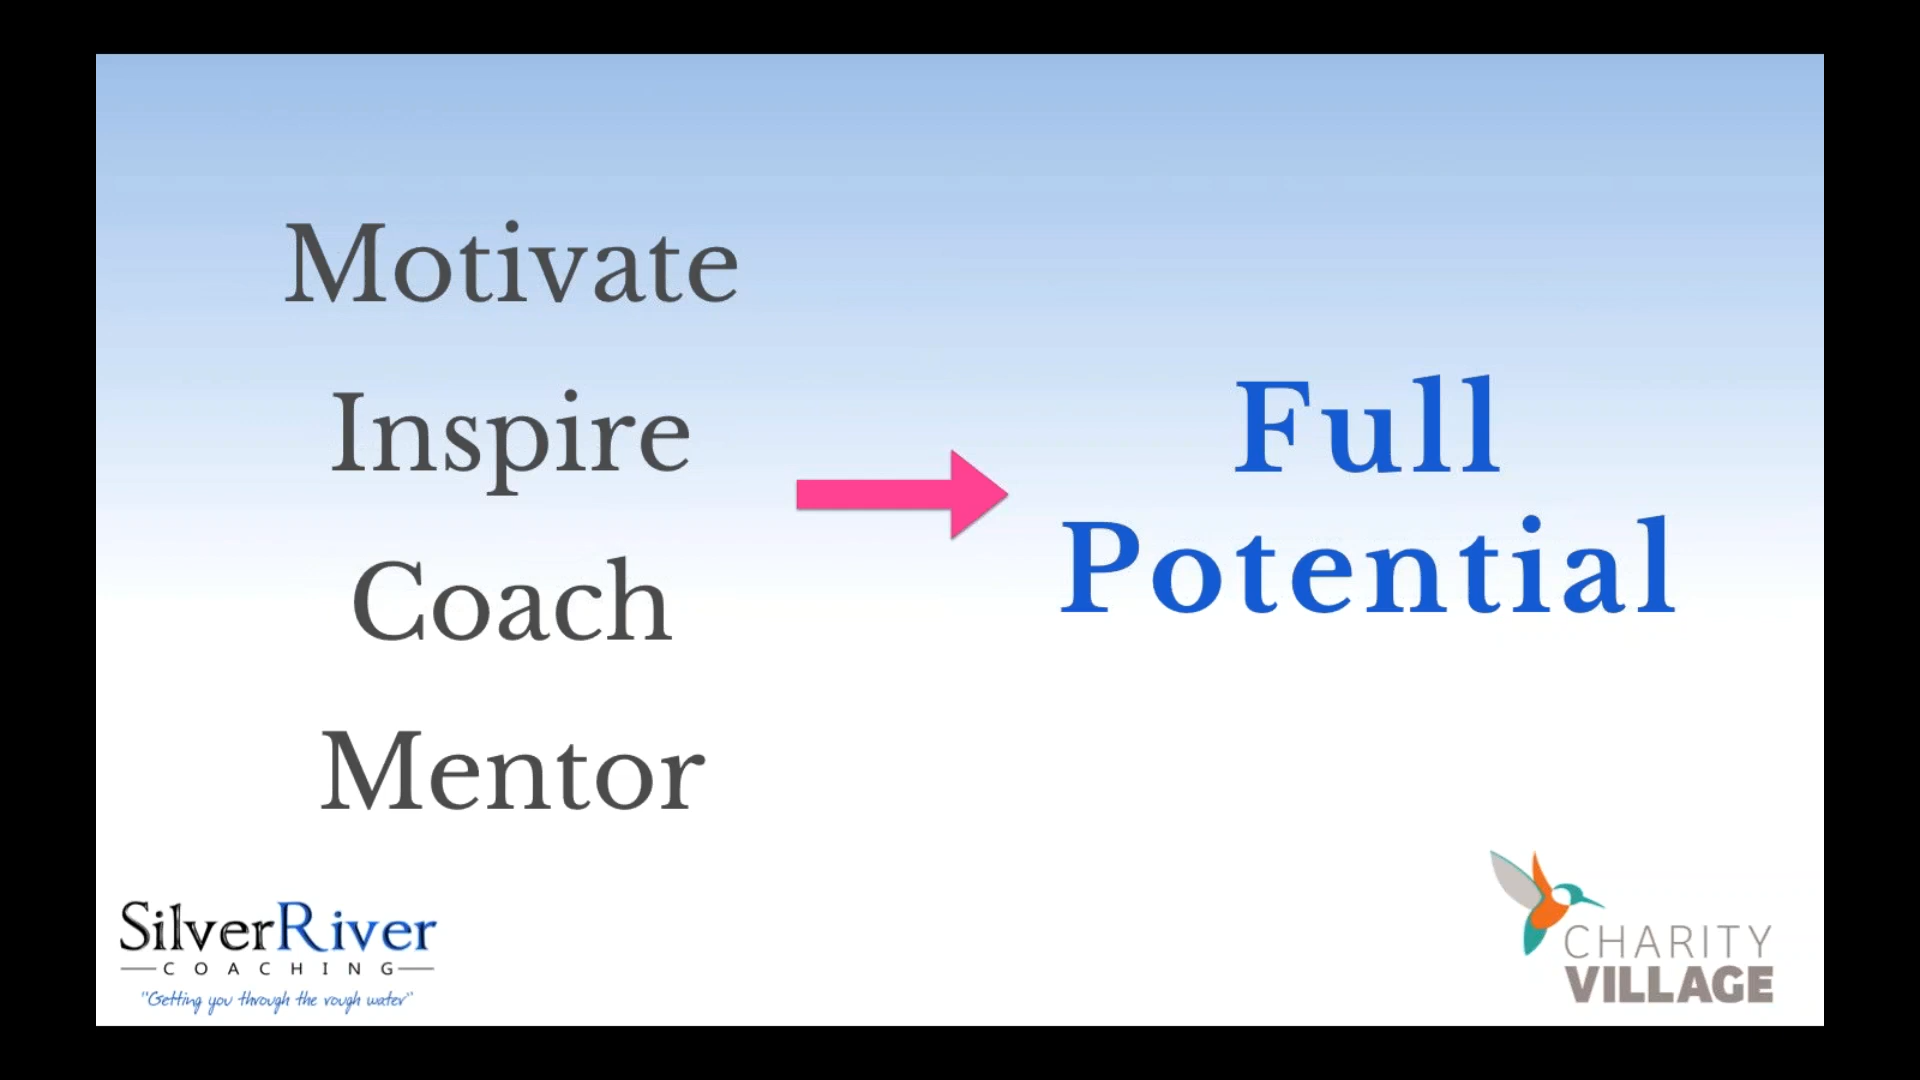 Motivate
Inspire
Coach
Mentor
Full
Potential
SilverRiver
COACHING
"Getting you through the rough water"
CHARITY
VILLAGE